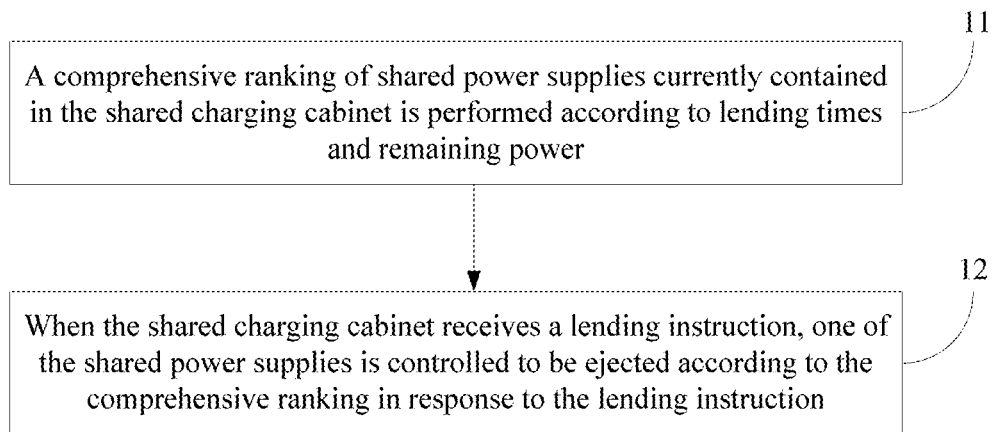 11
A comprehensive ranking of shared power supplies currently contained
in the shared charging cabinet is performed according to lending times
and remaining power
12
When the shared charging cabinet receives a lending instruction, one of
the shared power supplies is controlled to be ejected according to the
comprehensive ranking in response to the lending instruction